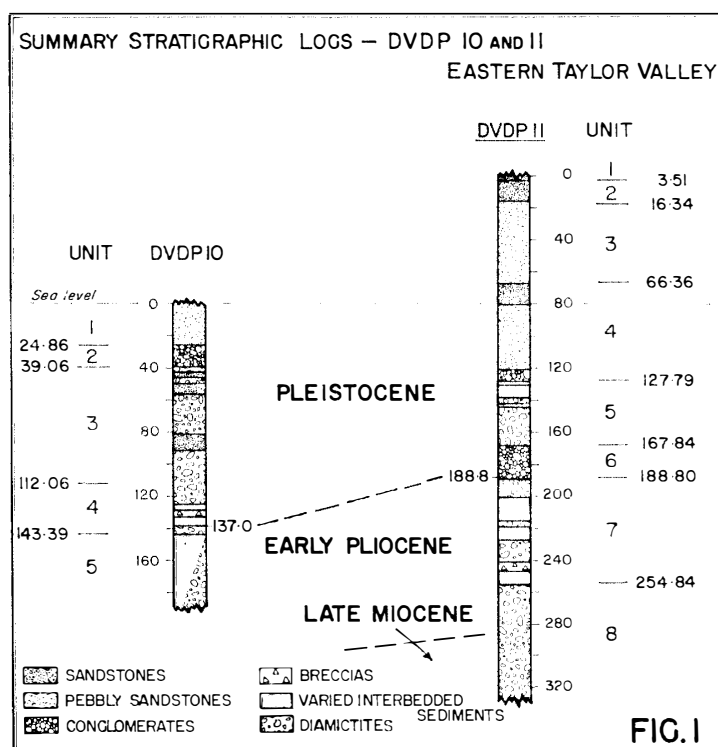 SUMMARY STRATIGRAPHIC LOGS – DVDP 10 AND 11
EASTERN TAYLOR VALLEY
DVDP 11 UNIT
0
1
3·51
2
16·34
40
3
66·36
80
4
120
127·79
5
160
167·84
6
188·8
188·80
200
7
240
254·84
280
8
320
UNIT DVDP 10
Sea level
0
1
24·86
2
39·06
40
3
80
112·06
120
4
137·0
143·39
160
5
PLEISTOCENE
EARLY PLIOCENE
LATE MIOCENE
SANDSTONES
PEBBLY SANDSTONES
CONGLOMERATES
BRECCIAS
VARIED INTERBEDDED
SEDIMENTS
DIAMICTITES
FIG. 1